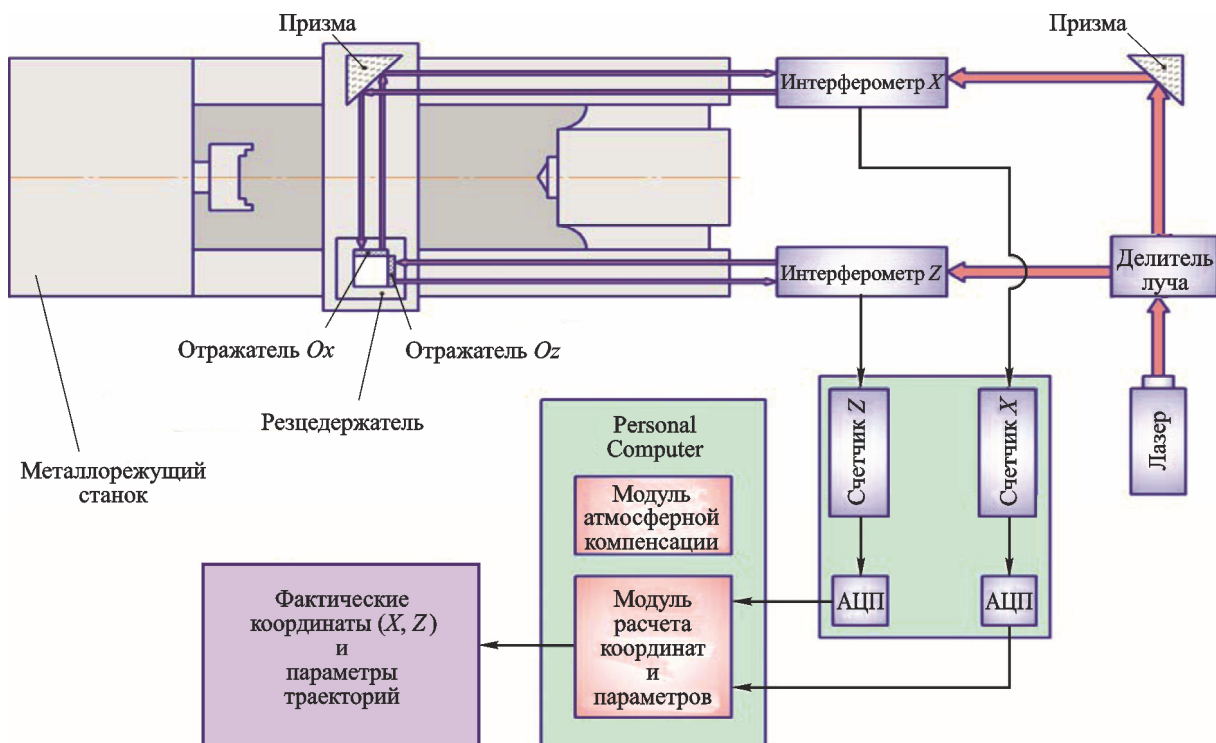 Призма
Призма
Интерферометр X
Интерферометр Z
Делитель
луча
Отражатель Ox
Отражатель Oz
Резцедержатель
Металлорежущий
станок
Лазер
Счетчик Z
Счетчик X
АЦП
АЦП
Personal
Computer
Модуль
атмосферной
компенсации
Модуль
расчета
координат
и
параметров
Фактические
координаты (X, Z)
и
параметры
траекторий